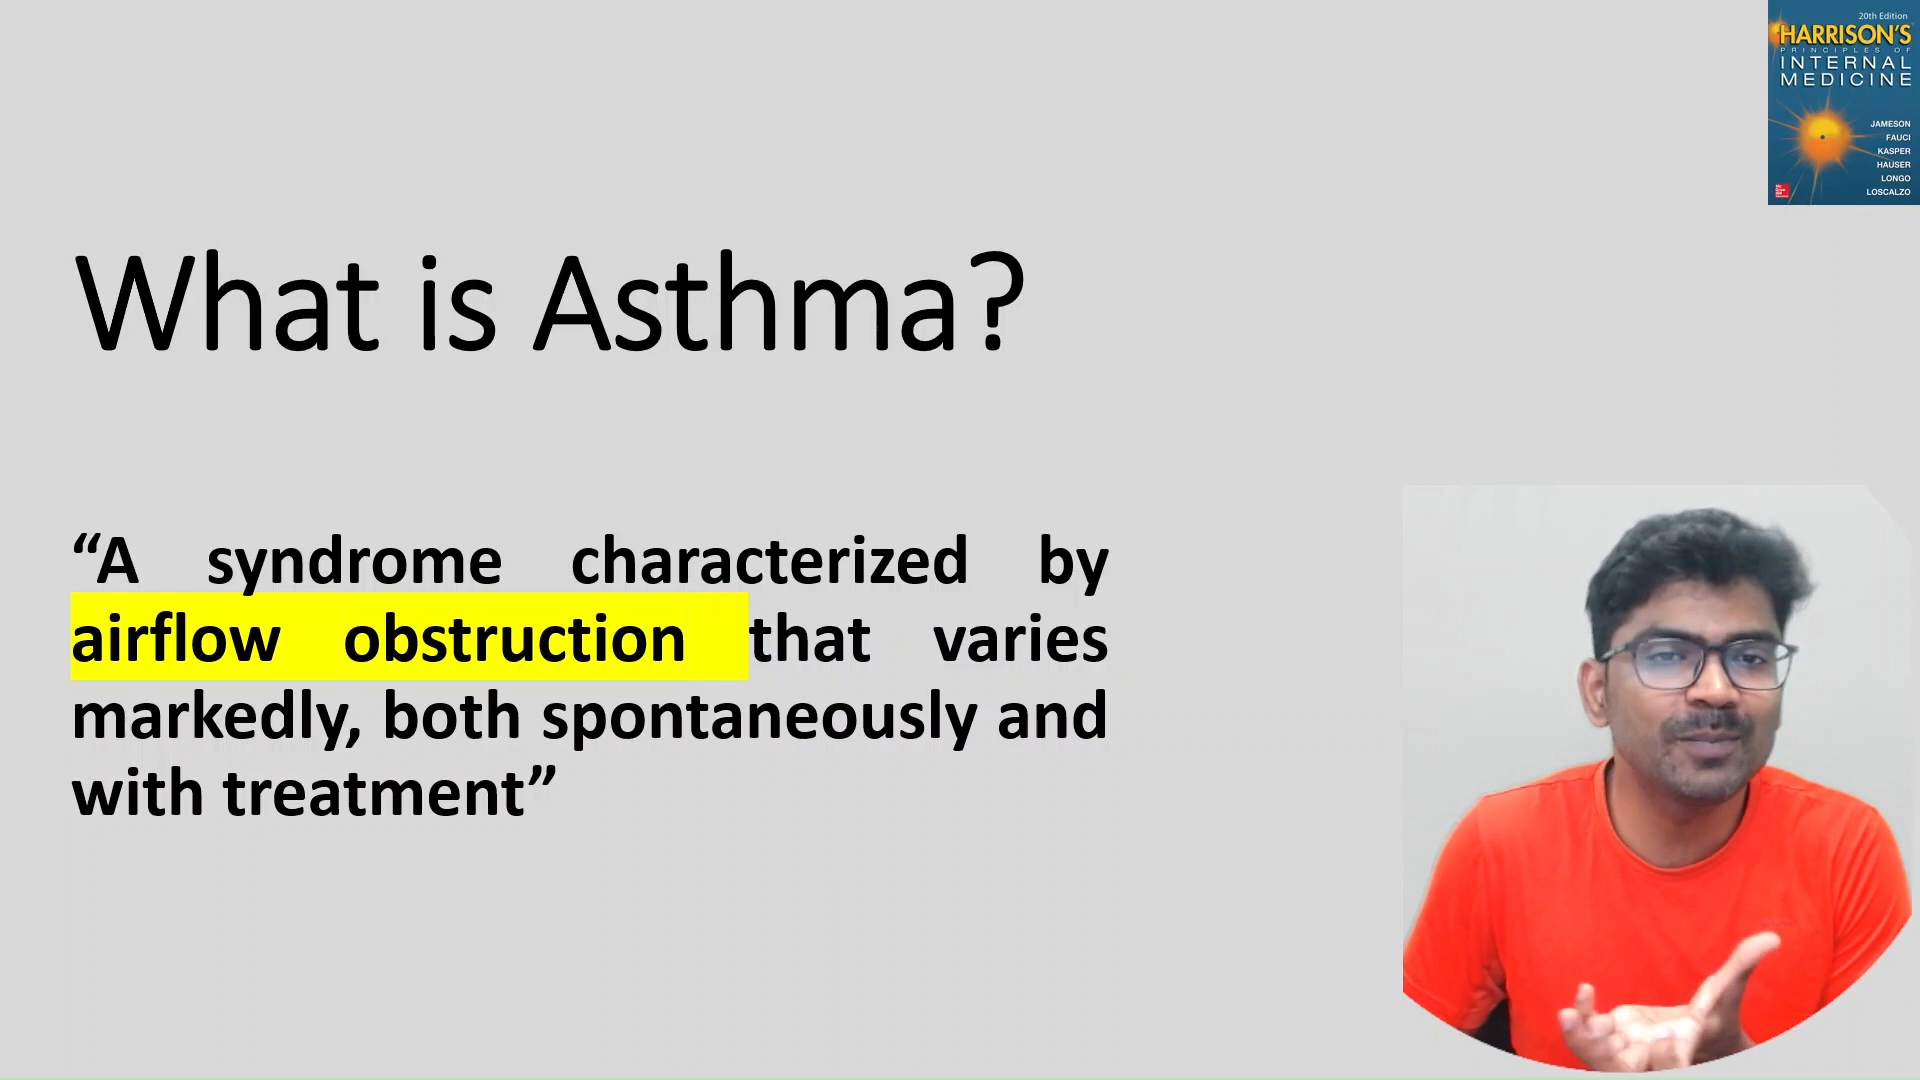 20th Edition
HARRISON'S
PRINCIPLES OF
INTERNAL
MEDICINE
JAMESON
FAUCI
KASPER
HAUSER
LONGO
LOSCALZO
What is Asthma?
“A syndrome characterized by
airflow obstruction that varies
markedly, both spontaneously and
with treatment”